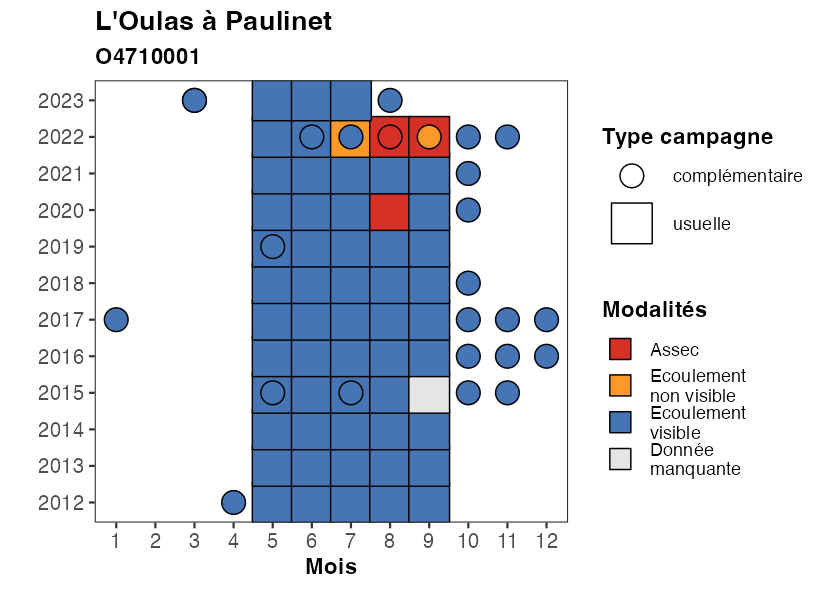 L'Oulas à Paulinet
O4710001
2023
2022
2021
2020
2019
2018
2017
2016
2015
2014
2013
2012
1 2 3 4 5 6 7 8 9 10 11 12
Mois
Type campagne
complémentaire
usuelle
Modalités
Assec
Ecoulement
non visible
Ecoulement
visible
Donnée
manquante